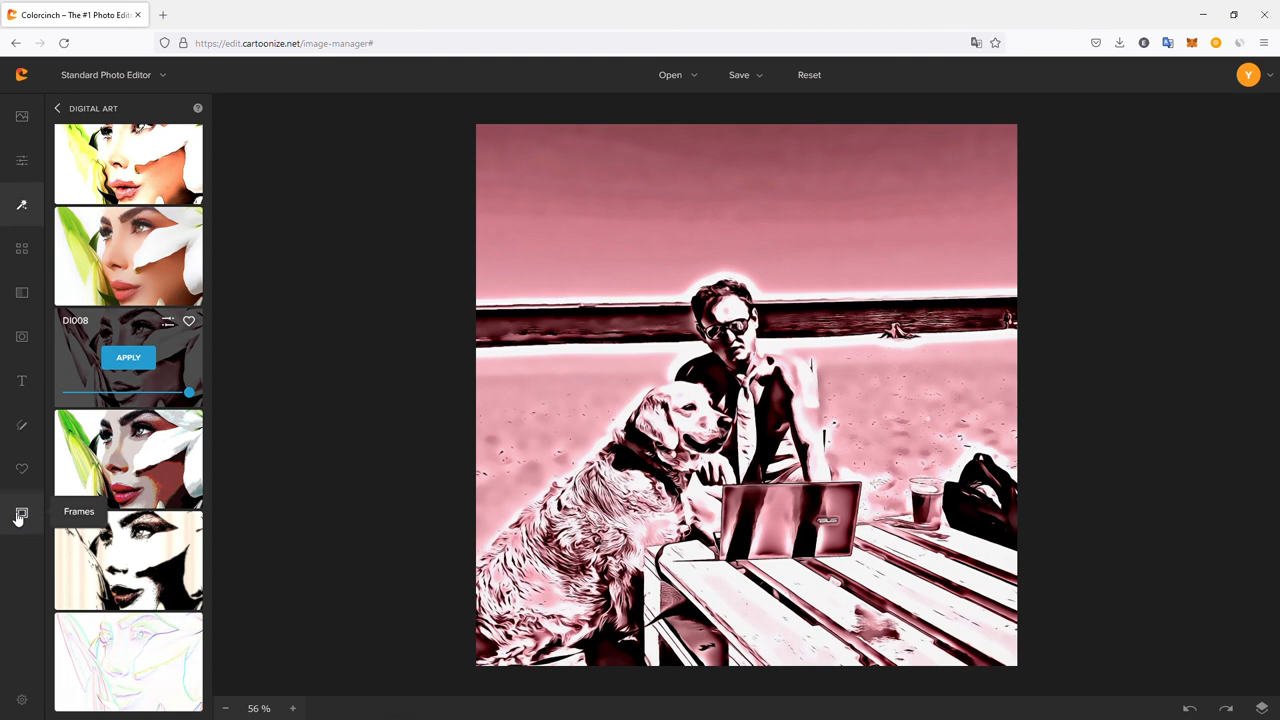 Colorcinch – The #1 Photo Edit
https://edit.cartoonize.net/image-manager#
Standard Photo Editor
Open
Save
Reset
Y
DIGITAL ART
?
DI008
APPLY
T
Frames
ASUS
56 %